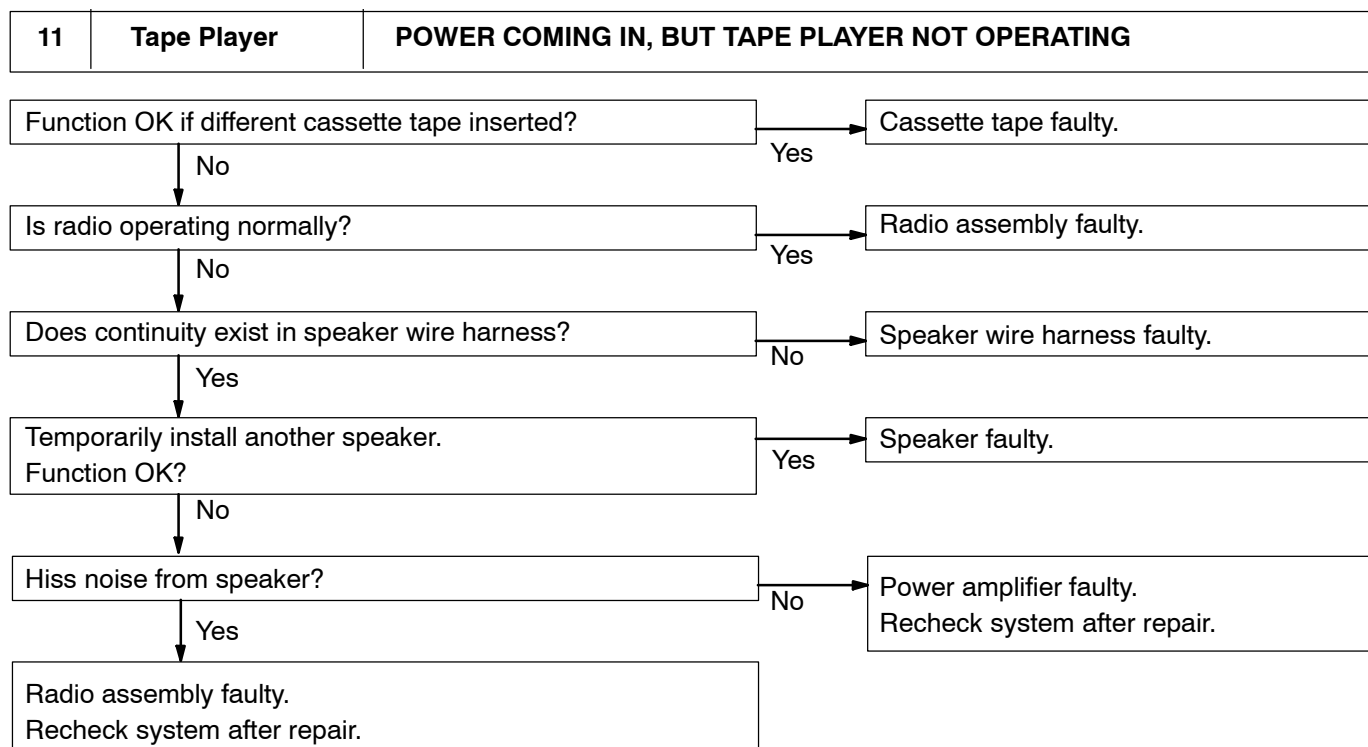 11 Tape Player POWER COMING IN, BUT TAPE PLAYER NOT OPERATING
Function OK if different cassette tape inserted?
Yes
Cassette tape faulty.
No
Is radio operating normally?
Yes
Radio assembly faulty.
No
Does continuity exist in speaker wire harness?
No
Speaker wire harness faulty.
Yes
Temporarily install another speaker.
Function OK?
Yes
Speaker faulty.
No
Hiss noise from speaker?
No
Power amplifier faulty.
Recheck system after repair.
Yes
Radio assembly faulty.
Recheck system after repair.